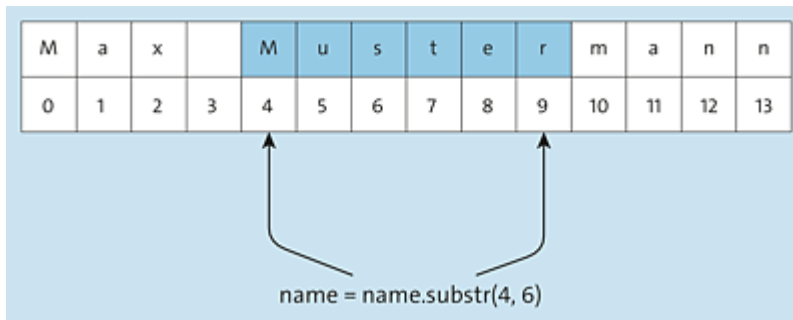 M a x M u s t e r m a n n
0 1 2 3 4 5 6 7 8 9 10 11 12 13
name = name.substr(4, 6)